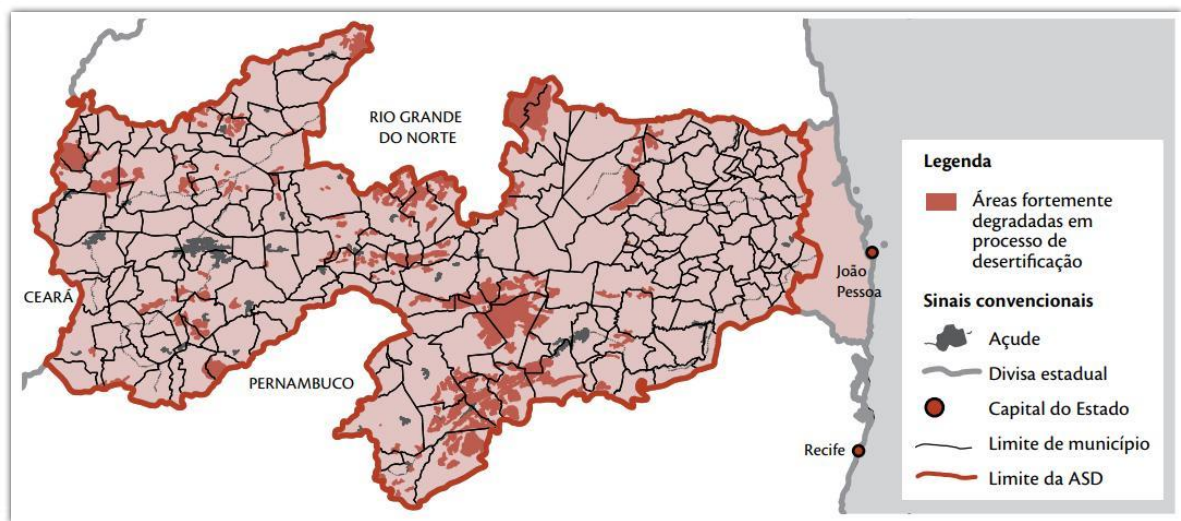 RIO GRANDE
DO NORTE
CEARÁ
PERNAMBUCO
João
Pessoa
Recife
Legenda
Áreas fortemente
degradadas em
processo de
desertificação
Sinais convencionais
Açude
Divisa estadual
Capital do Estado
Limite de município
Limite da ASD